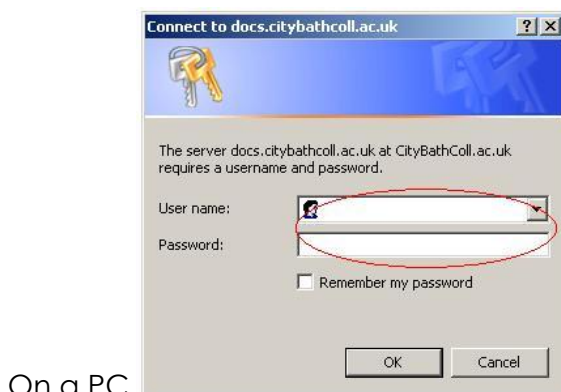 Connect to docs.citybathcoll.ac.uk
The server docs.citybathcoll.ac.uk at CityBathColl.ac.uk
requires a username and password.
User name:
Password:
Remember my password
OK Cancel
On a PC